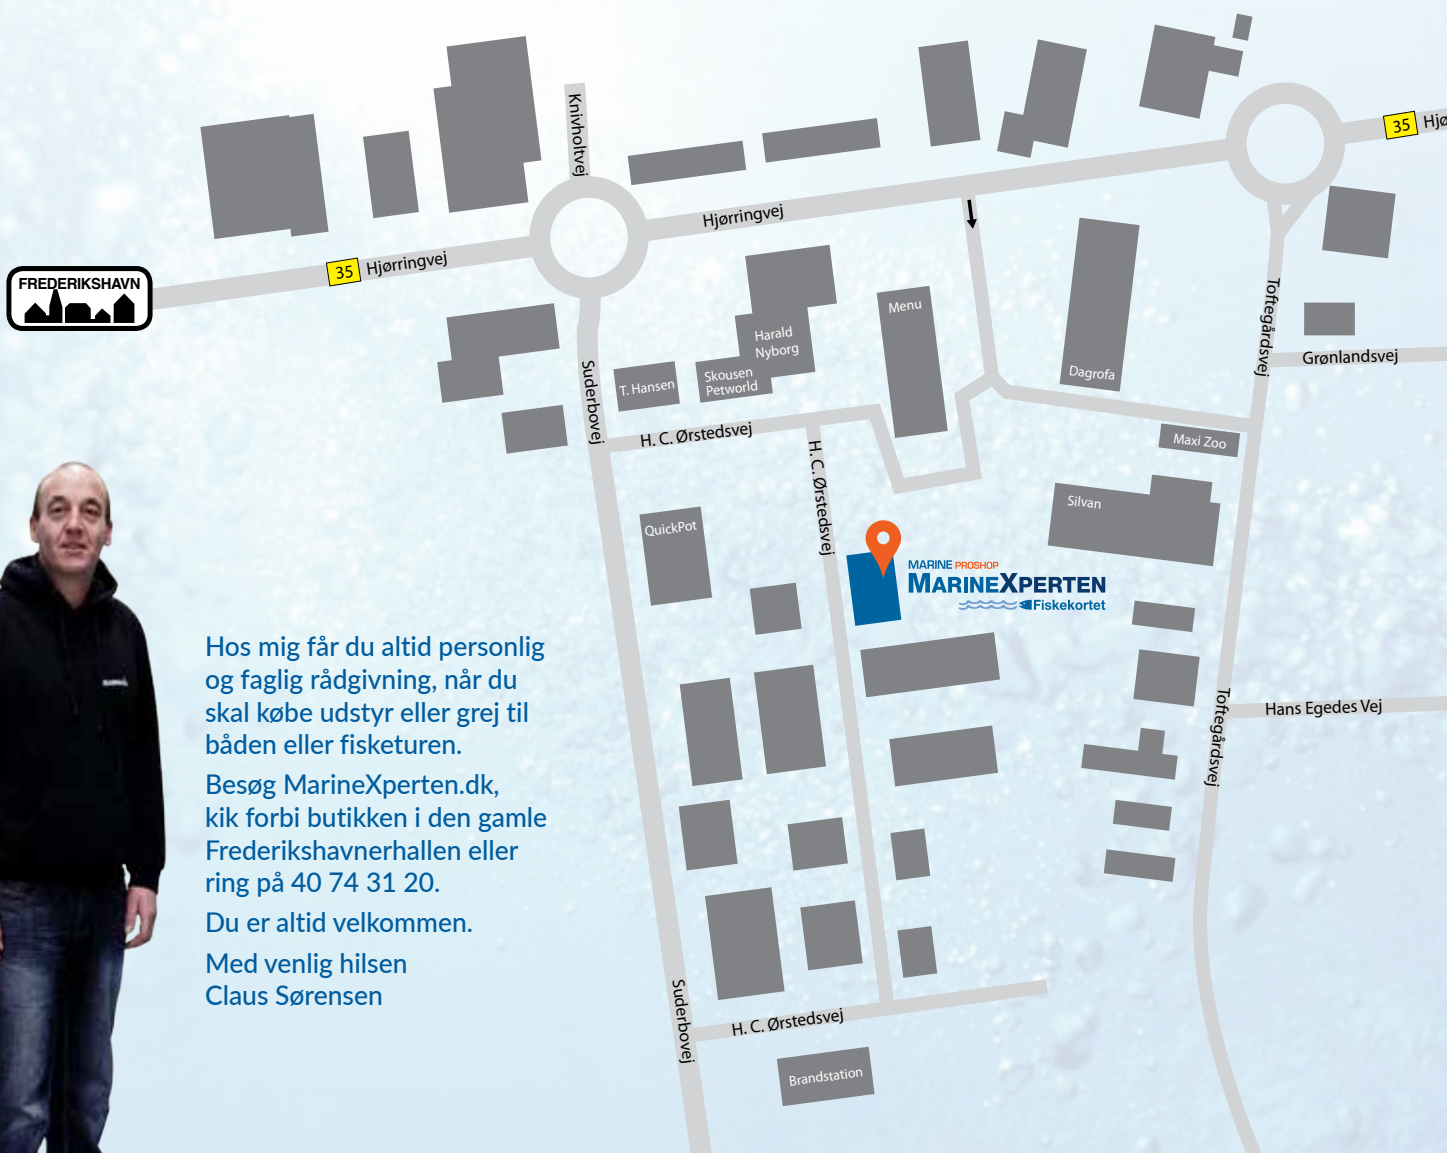 Knivholtvej
35 Hjø
Hjørringvej
35 Hjørringvej
FREDERIKSHAVN
Toftegårdsvej
Grønlandsvej
Menu
Harald
Nyborg
Skousen
Petworld
T. Hansen
Dagrofa
Suderbovej
H. C. Ørstedsvej
Maxi Zoo
H. C. Ørstedsvej
Silvan
QuickPot
MARINE PROSHOP
MARINEXPERTEN
Fiskekortet
Hos mig får du altid personlig
og faglig rådgivning, når du
skal købe udstyr eller grej til
båden eller fisketuren.
Besøg MarineXperten.dk,
kik forbi butikken i den gamle
Frederikshavnerhallen eller
ring på 40 74 31 20.
Du er altid velkommen.
Med venlig hilsen
Claus Sørensen
Toftegårdsvej
Hans Egedes Vej
Suderbovej
H. C. Ørstedsvej
Brandstation